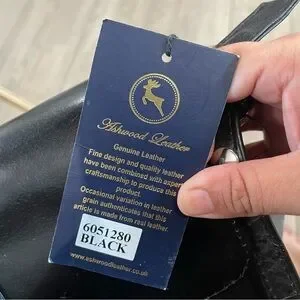 Ashwood Leather
Genuine Leather
Fine design and quality leather
have been combined with expert
craftsmanship to produce this
product
Occasional variation in leather
grain authenticates that this
article is made from real leather.
6051280
BLACK
www.ashwoodleather.co.uk